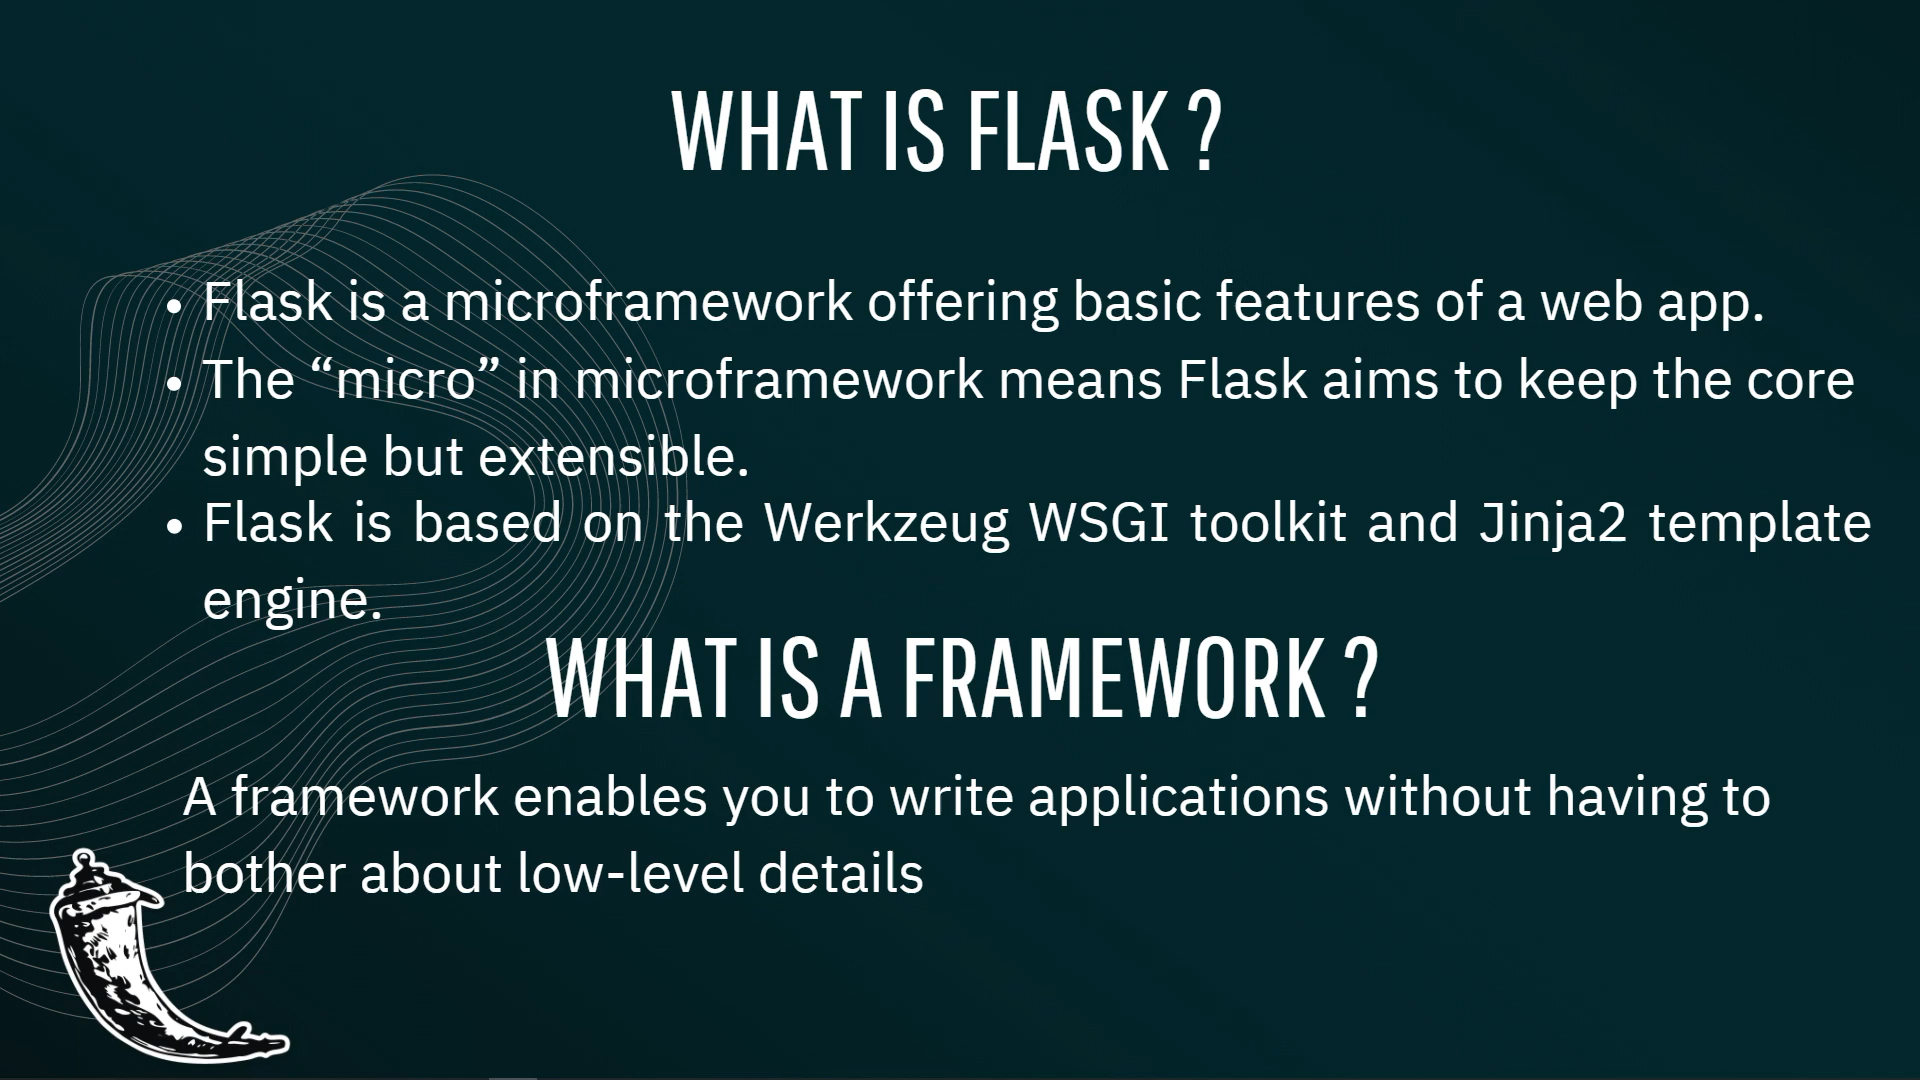 WHAT IS FLASK ?
• Flask is a microframework offering basic features of a web app.
• The “micro” in microframework means Flask aims to keep the core
simple but extensible.
• Flask is based on the Werkzeug WSGI toolkit and Jinja2 template
engine.
WHAT IS A FRAMEWORK ?
A framework enables you to write applications without having to
bother about low-level details